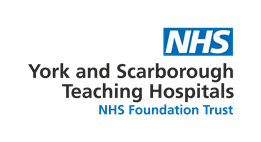 NHS
York and Scarborough
Teaching Hospitals
NHS Foundation Trust